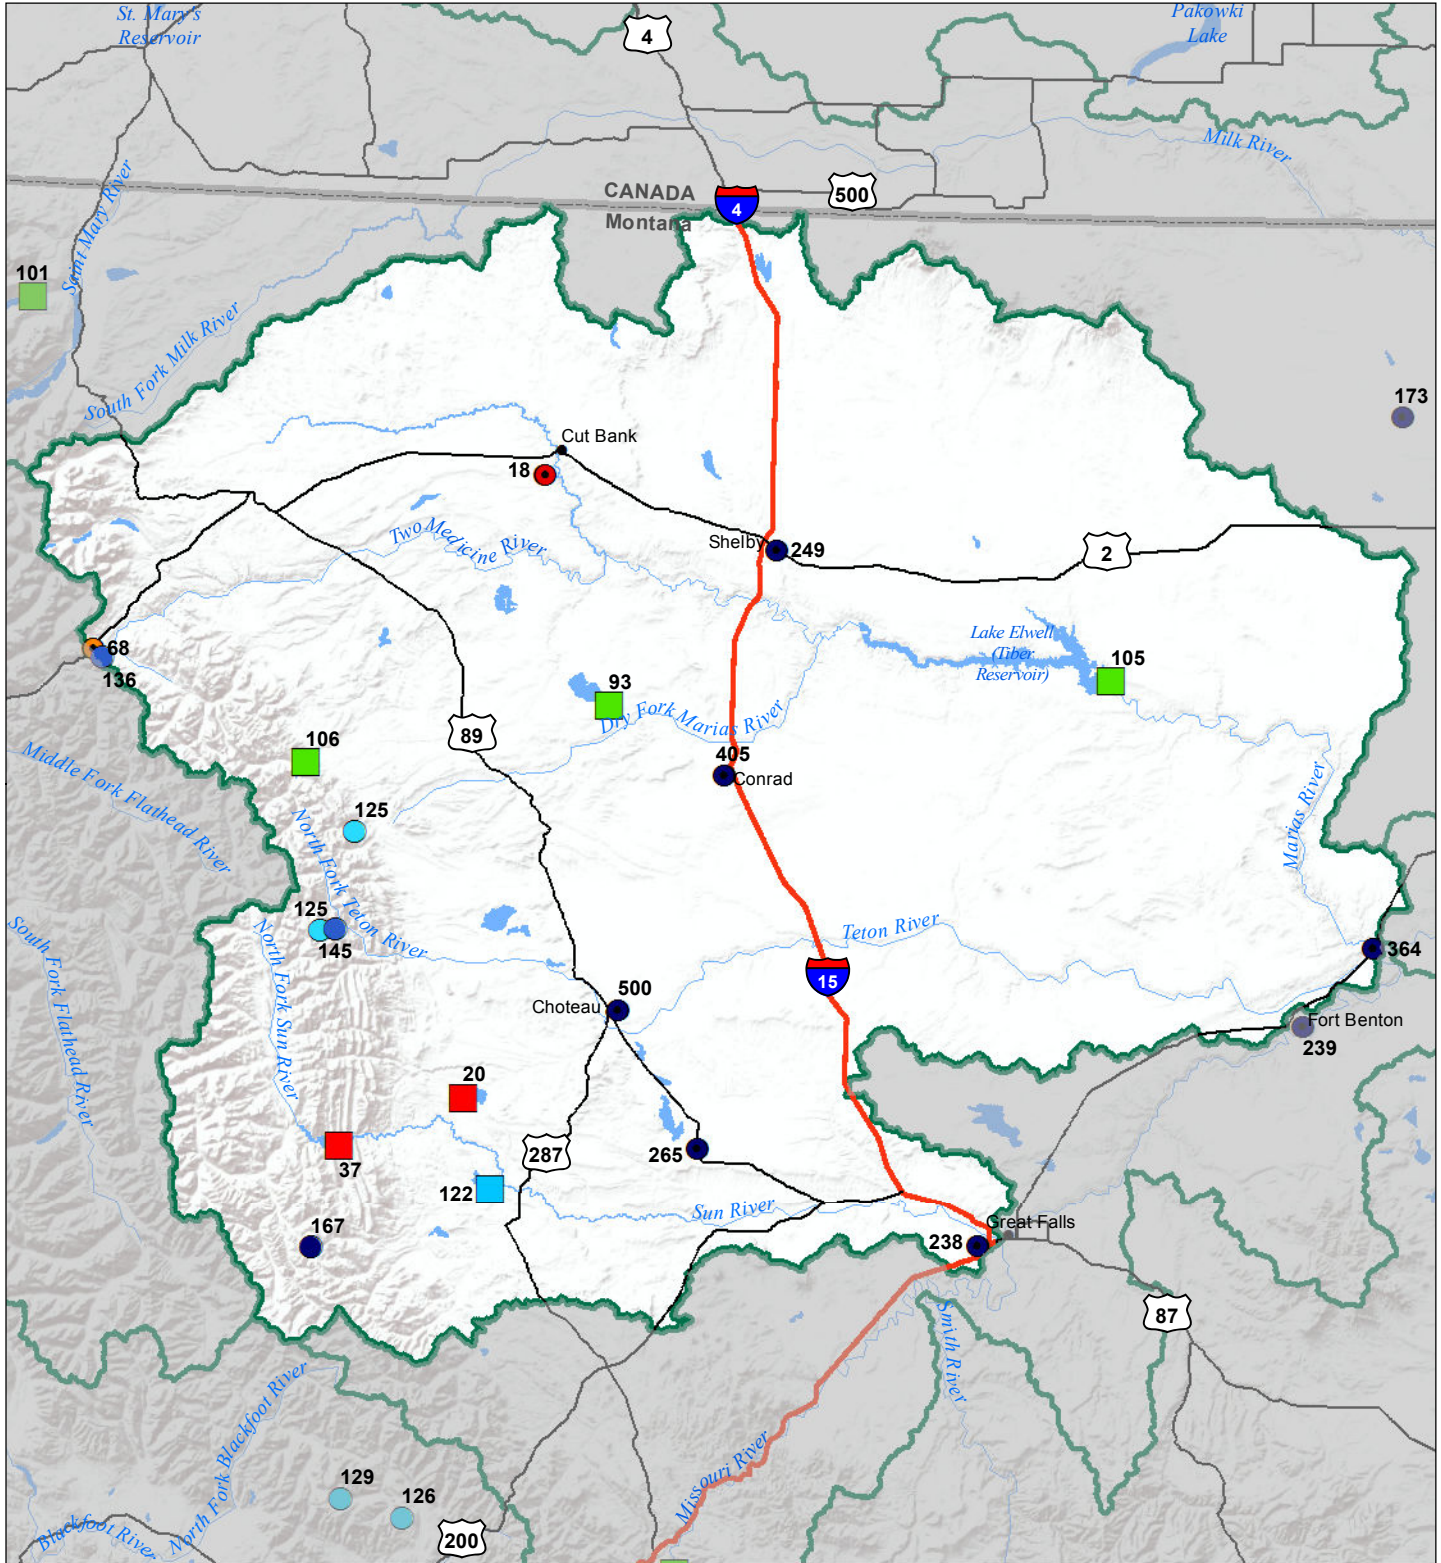 St. Mary's
Reservoir
4
Pakowki
Lake
Milk River
Saint Mary River
CANADA
Montana
4
500
101
South Fork Milk River
173
Cut Bank
18
Two Medicine River
Shelby
249
2
Lake Elwell
(Tiber
Reservoir)
105
68
136
93
Dry Fork Marias River
89
106
405
Conrad
Middle Fork Flathead River
125
North Fork Teton River
Marias River
125
145
Teton River
364
South Fork Flathead River
North Fork Sun River
15
500
Choteau
Fort Benton
239
20
37
287
265
122
Sun River
167
238
Great Falls
Smith River
87
North Fork Blackfoot River
Missouri River
129
126
Blackfoot River
200